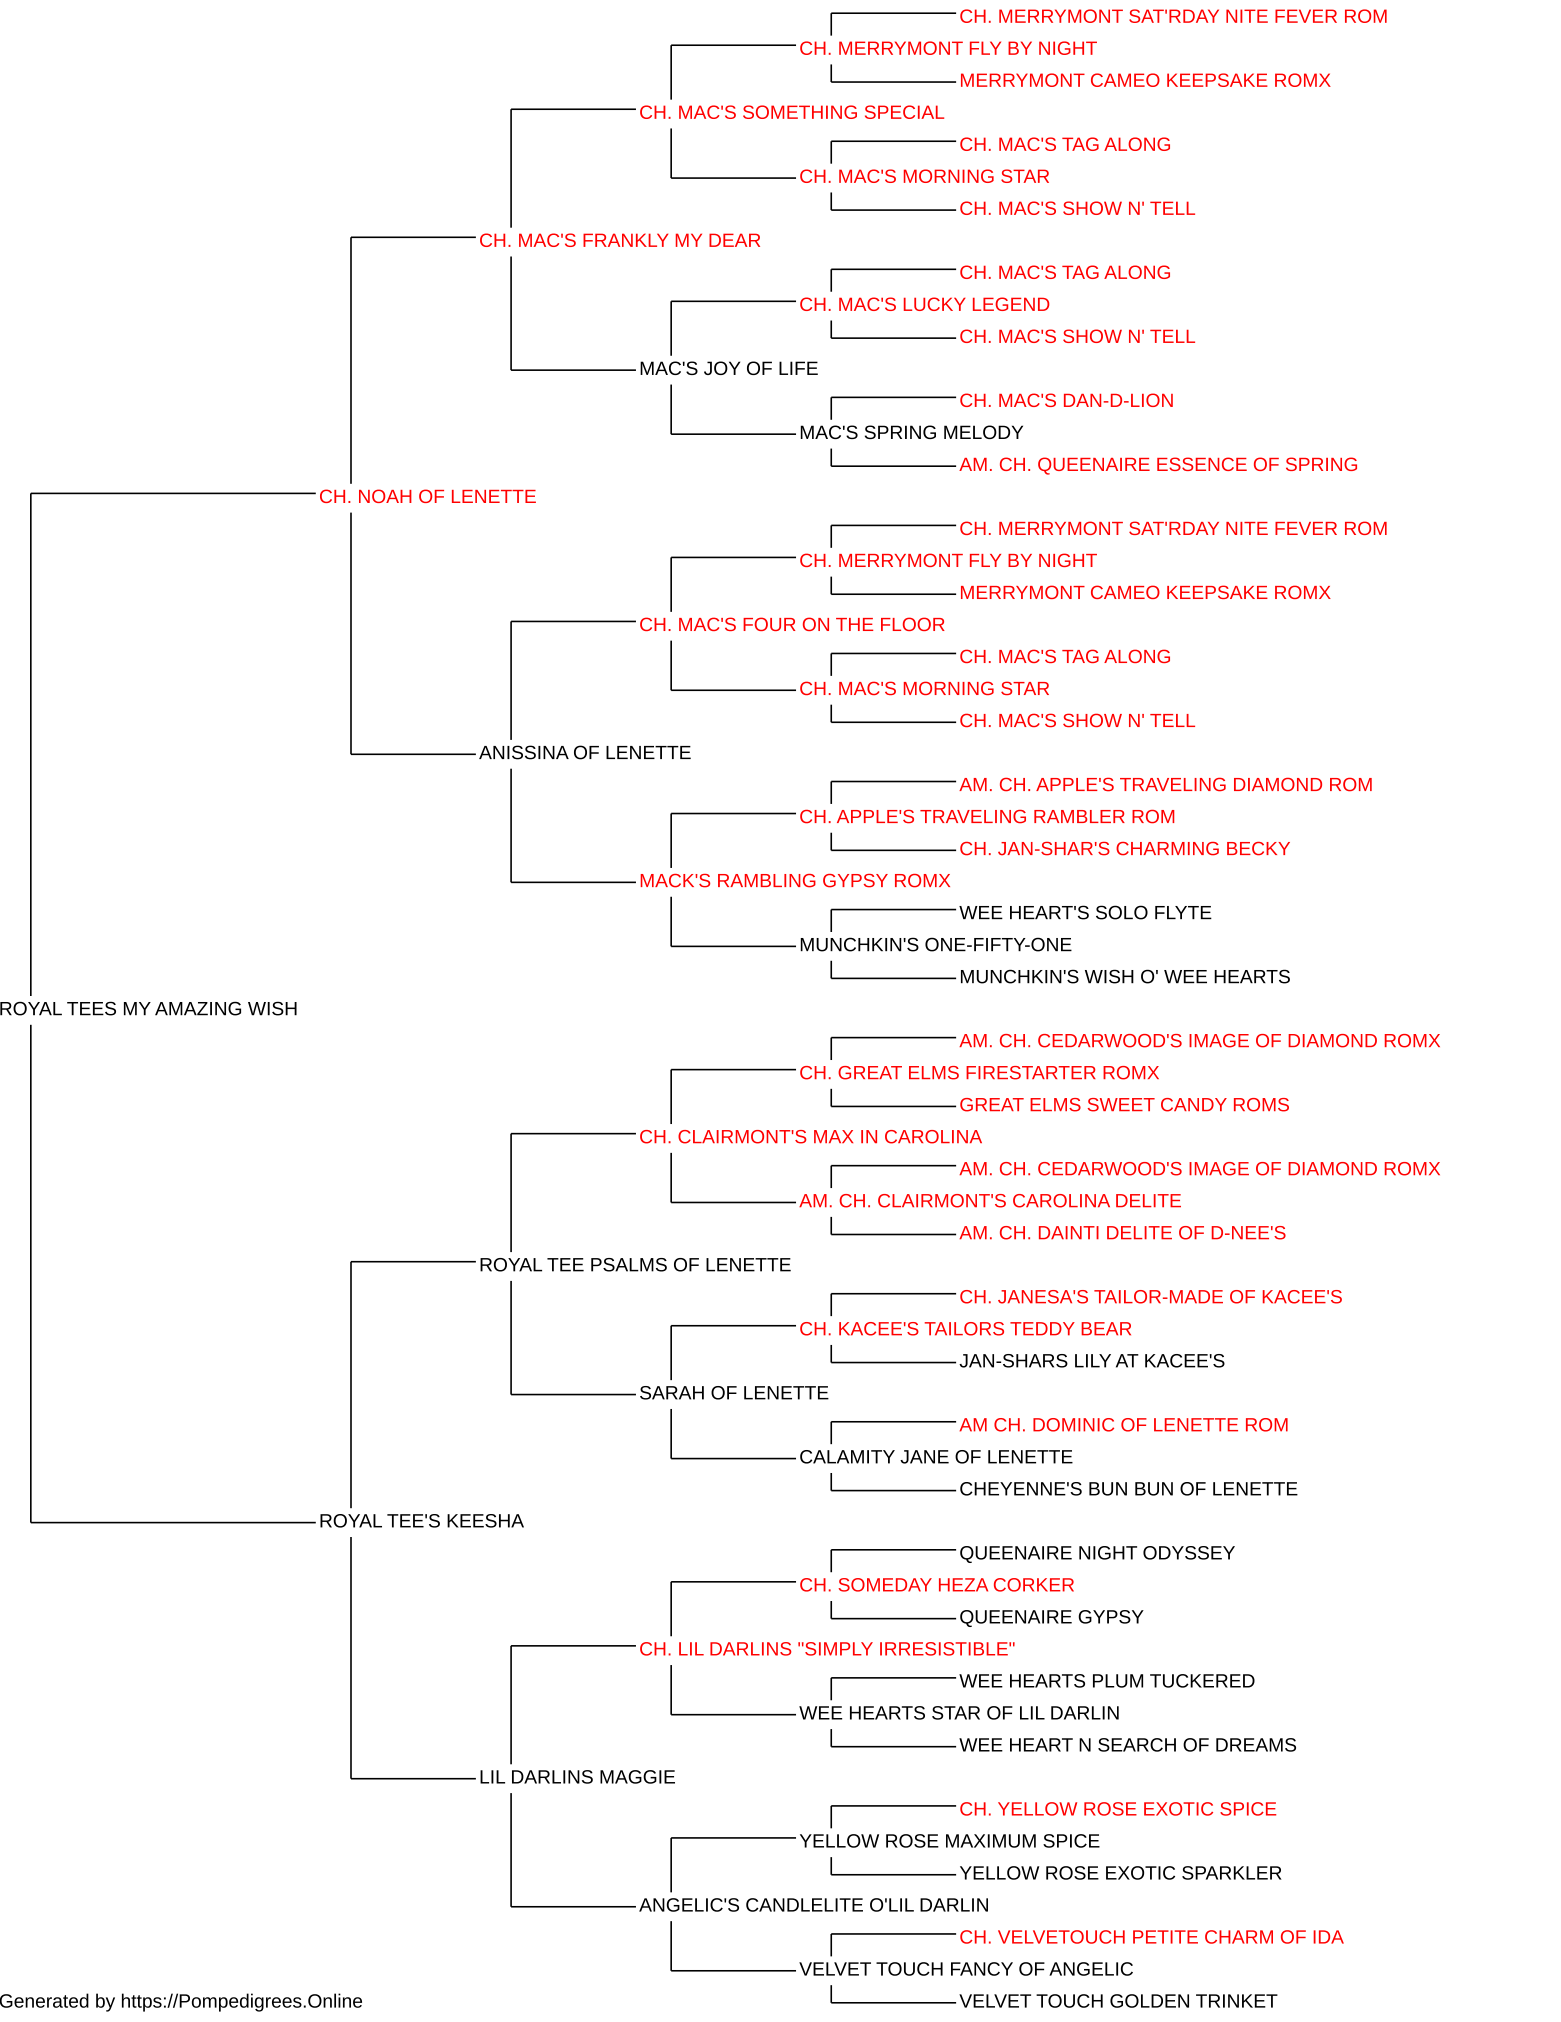 CH. MERRYMONT SAT'RDAY NITE FEVER ROM
CH. MERRYMONT FLY BY NIGHT
MERRYMONT CAMEO KEEPSAKE ROMX
CH. MAC'S SOMETHING SPECIAL
CH. MAC'S TAG ALONG
CH. MAC'S MORNING STAR
CH. MAC'S SHOW N' TELL
CH. MAC'S FRANKLY MY DEAR
CH. MAC'S TAG ALONG
CH. MAC'S LUCKY LEGEND
CH. MAC'S SHOW N' TELL
MAC'S JOY OF LIFE
CH. MAC'S DAN-D-LION
MAC'S SPRING MELODY
AM. CH. QUEENAIRE ESSENCE OF SPRING
CH. NOAH OF LENETTE
CH. MERRYMONT SAT'RDAY NITE FEVER ROM
CH. MERRYMONT FLY BY NIGHT
MERRYMONT CAMEO KEEPSAKE ROMX
CH. MAC'S FOUR ON THE FLOOR
CH. MAC'S TAG ALONG
CH. MAC'S MORNING STAR
CH. MAC'S SHOW N' TELL
ANISSINA OF LENETTE
AM. CH. APPLE'S TRAVELING DIAMOND ROM
CH. APPLE'S TRAVELING RAMBLER ROM
CH. JAN-SHAR'S CHARMING BECKY
MACK'S RAMBLING GYPSY ROMX
WEE HEART'S SOLO FLYTE
MUNCHKIN'S ONE-FIFTY-ONE
MUNCHKIN'S WISH O' WEE HEARTS
ROYAL TEES MY AMAZING WISH
AM. CH. CEDARWOOD'S IMAGE OF DIAMOND ROMX
CH. GREAT ELMS FIRESTARTER ROMX
GREAT ELMS SWEET CANDY ROMS
CH. CLAIRMONT'S MAX IN CAROLINA
AM. CH. CEDARWOOD'S IMAGE OF DIAMOND ROMX
AM. CH. CLAIRMONT'S CAROLINA DELITE
AM. CH. DAINTI DELITE OF D-NEE'S
ROYAL TEE PSALMS OF LENETTE
CH. JANESA'S TAILOR-MADE OF KACEE'S
CH. KACEE'S TAILORS TEDDY BEAR
JAN-SHARS LILY AT KACEE'S
SARAH OF LENETTE
AM CH. DOMINIC OF LENETTE ROM
CALAMITY JANE OF LENETTE
CHEYENNE'S BUN BUN OF LENETTE
ROYAL TEE'S KEESHA
QUEENAIRE NIGHT ODYSSEY
CH. SOMEDAY HEZA CORKER
QUEENAIRE GYPSY
CH. LIL DARLINS "SIMPLY IRRESISTIBLE"
WEE HEARTS PLUM TUCKERED
WEE HEARTS STAR OF LIL DARLIN
WEE HEART N SEARCH OF DREAMS
LIL DARLINS MAGGIE
CH. YELLOW ROSE EXOTIC SPICE
YELLOW ROSE MAXIMUM SPICE
YELLOW ROSE EXOTIC SPARKLER
ANGELIC'S CANDLELITE O'LIL DARLIN
CH. VELVETOUCH PETITE CHARM OF IDA
VELVET TOUCH FANCY OF ANGELIC
VELVET TOUCH GOLDEN TRINKET
Generated by https://Pompedigrees.Online